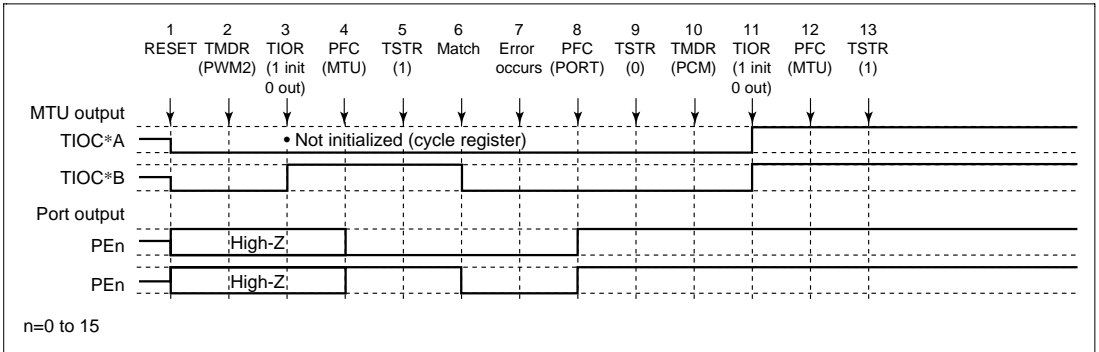 1 2 3 4 5 6 7 8 9 10 11 12 13
RESET TMDR TIOR PFC TSTR Match Error PFC TSTR TMDR TIOR PFC TSTR
(PWM2) (1 init (MTU) (1) occurs (PORT) (0) (PCM) (1 init (MTU) (1)
0 out) 0 out)
MTU output
TIOC*A • Not initialized (cycle register)
TIOC*B
Port output
PEn High-Z
PEn High-Z
n=0 to 15